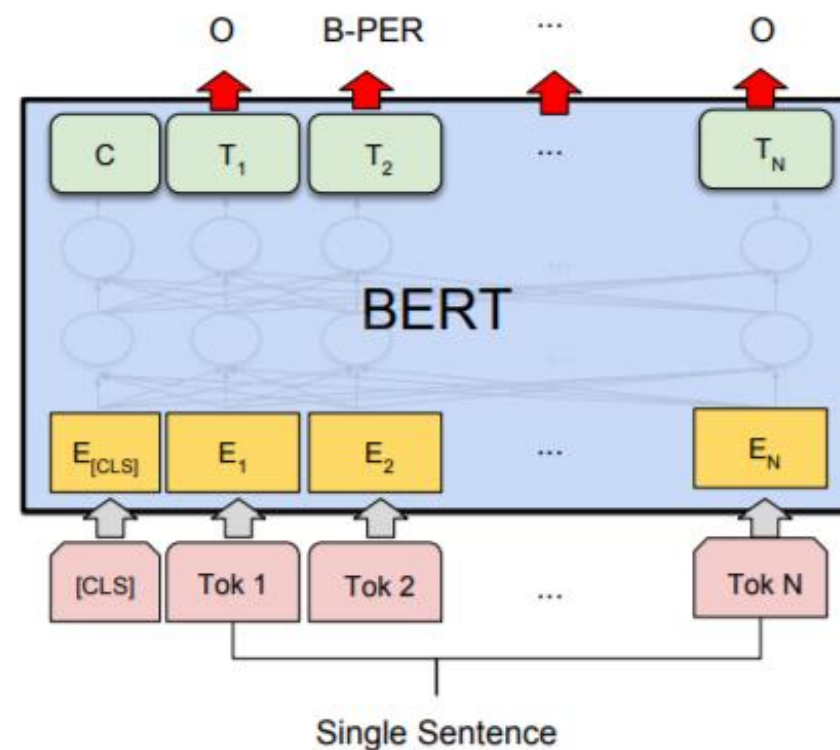 O B-PER ... O
C T1 T2 ... TN
...
BERT
...
E[CLS] E1 E2 ... EN
[CLS] Tok 1 Tok 2 ... Tok N
Single Sentence